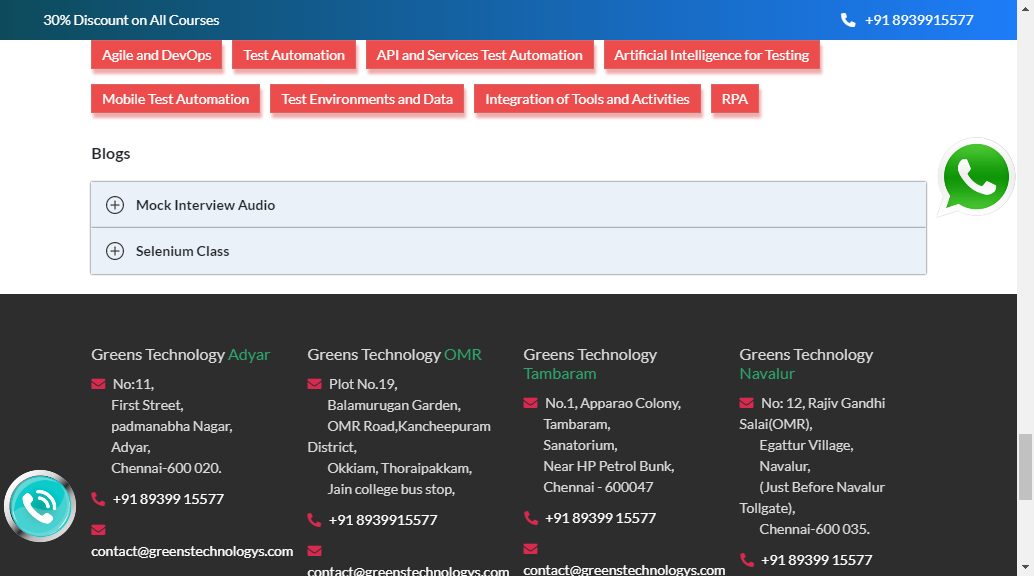 30% Discount on All Courses
+91 8939915577
Agile and DevOps
Test Automation
API and Services Test Automation
Artificial Intelligence for Testing
Mobile Test Automation
Test Environments and Data
Integration of Tools and Activities
RPA
Blogs
Mock Interview Audio
Selenium Class
Greens Technology Adyar
No:11,
First Street,
padmanabha Nagar,
Adyar,
Chennai-600 020.
+91 89399 15577
contact@greenstechnologys.com
Greens Technology OMR
Plot No.19,
Balamurugan Garden,
OMR Road,Kancheepuram
District,
Okkiam, Thoraipakkam,
Jain college bus stop,
+91 8939915577
contact@greenstechnologys.com
Greens Technology
Tambaram
No.1, Apparao Colony,
Tambaram,
Sanatorium,
Near HP Petrol Bunk,
Chennai - 600047
+91 89399 15577
contact@greenstechnologys.com
Greens Technology
Navalur
No: 12, Rajiv Gandhi
Salai(OMR),
Egattur Village,
Navalur,
(Just Before Navalur
Tollgate),
Chennai-600 035.
+91 89399 15577